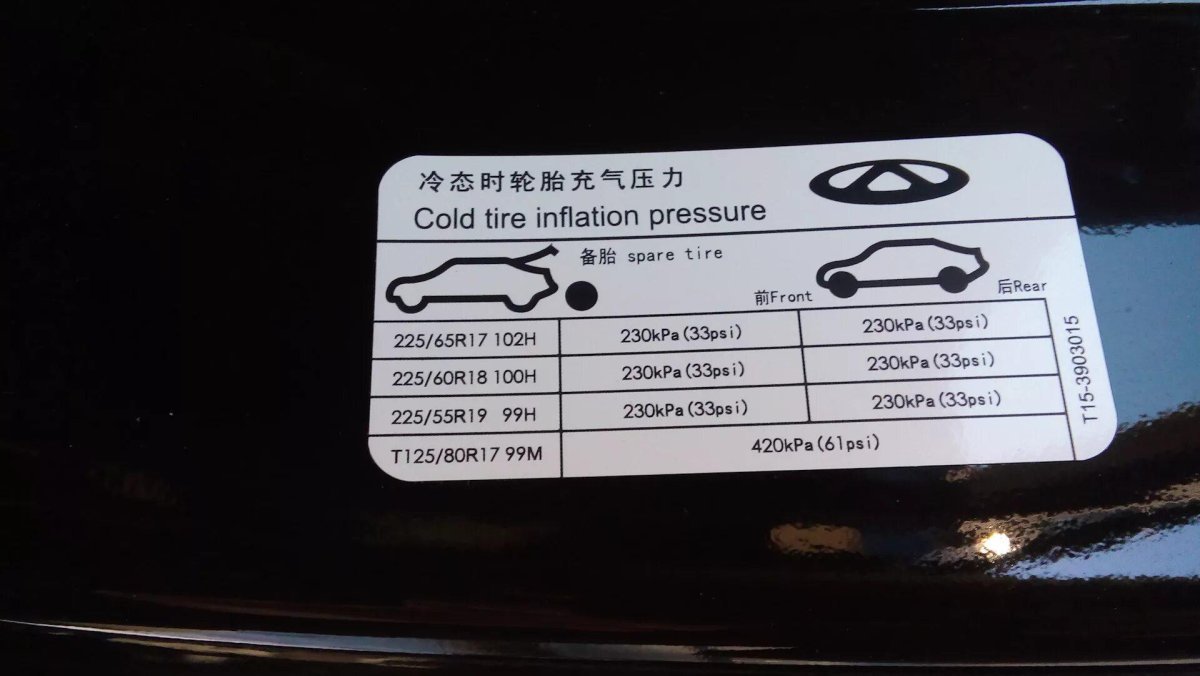 冷态时轮胎充气压力
Cold tire inflation pressure
备胎 spare tire
前Front 后Rear
225/65R17 102H 230kPa(33psi) 230kPa(33psi)
225/60R18 100H 230kPa(33psi) 230kPa(33psi)
225/55R19 99H 230kPa(33psi) 230kPa(33psi)
T125/80R17 99M 420kPa(61psi)
T15-3903015